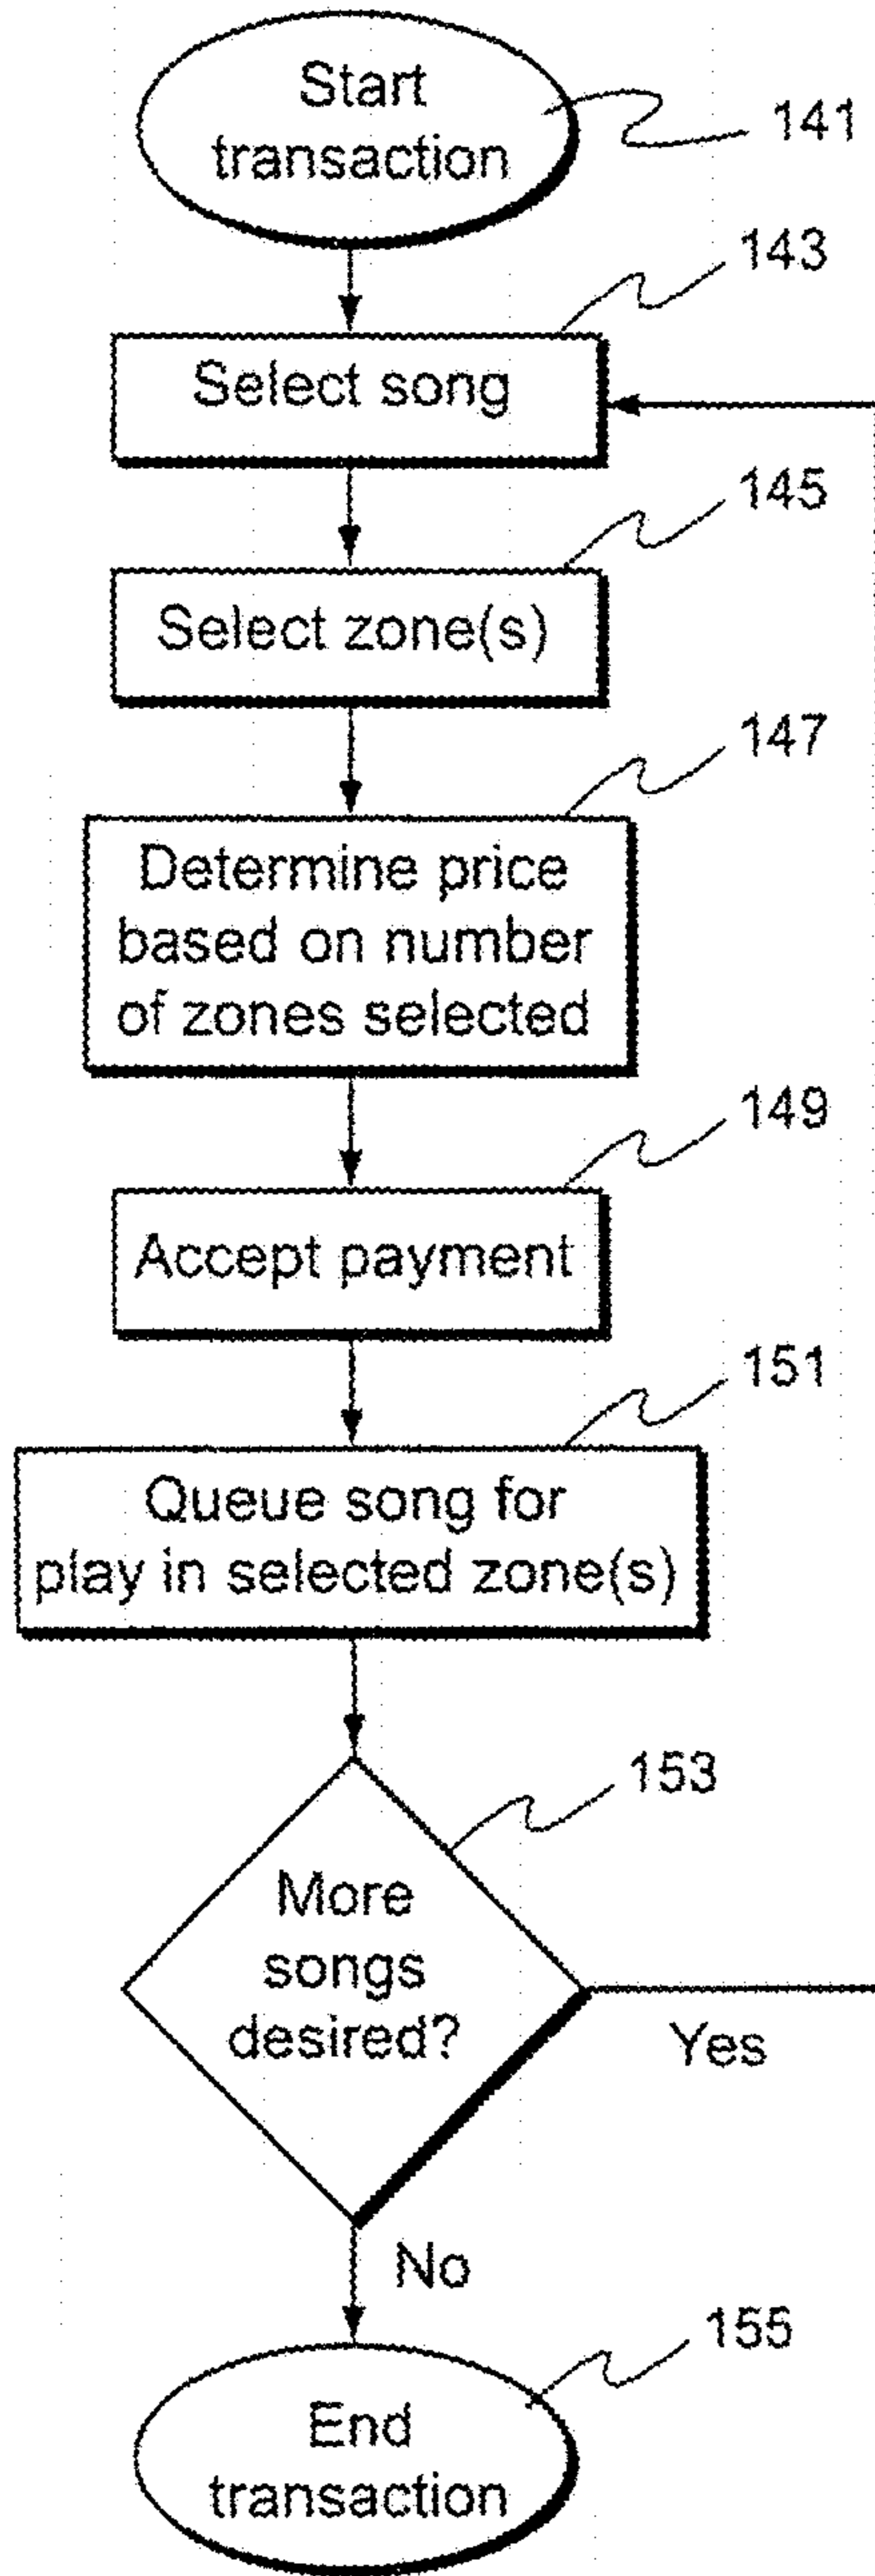 Start
transaction
141
143
Select song
145
Select zone(s)
147
Determine price
based on number
of zones selected
149
Accept payment
151
Queue song for
play in selected zone(s)
153
More
songs
desired?
Yes
No
155
End
transaction